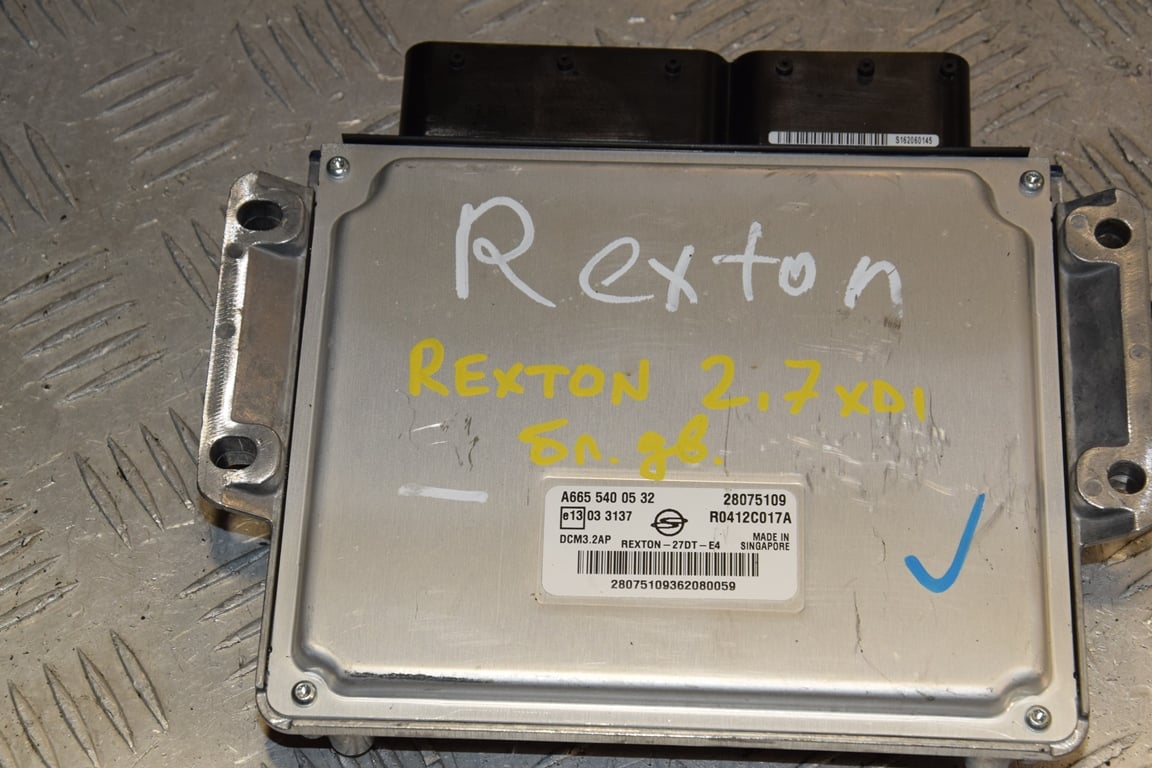 S162060145
Rexton
REXTON 2.7 XDI
бл. дв.
A665 540 05 32 28075109
e13 03 3137 R0412C017A
DCM3.2AP REXTON-27DT-E4 MADE IN SINGAPORE
28075109362080059